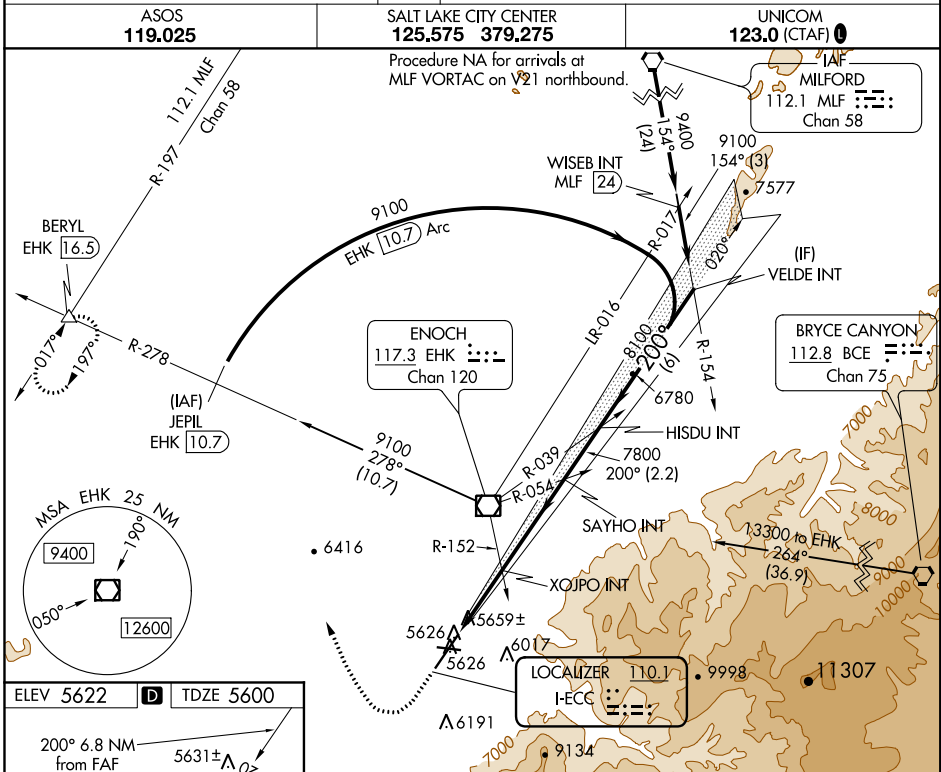 ASOS
119.025
SALT LAKE CITY CENTER
125.575 379.275
UNICOM
123.0 (CTAF) L
Procedure NA for arrivals at
MLF VORTAC on V21 northbound.
IAF
MILFORD
112.1 MLF
Chan 58
112.1 MLF
Chan 58
R-197
9400
154°
(24)
9100
154° (3)
7577
WISEB INT
MLF 24
R-017
020°
(IF)
VELDE INT
BERYL
EHK 16.5
9100
EHK 10.7 Arc
017°
197°
R-278
LR-016
8100
200°
(6)
R-154
ENOCH
117.3 EHK
Chan 120
BRYCE CANYON
112.8 BCE
Chan 75
(IAF)
JEPIL
EHK 10.7
6780
HISDU INT
7000
9100
278°
(10.7)
R-039
7800
200° (2.2)
R-054
8000
SAYHO INT
MSA EHK 25 NM
190°
9400
050°
12600
6416
R-152
13300 to EHK
264°
(36.9)
9000
10000
XOJPO INT
5659±
5626
5626
6017
LOCALIZER 110.1
I-ECC
9998
11307
6191
7000
9134
ELEV 5622 D TDZE 5600
200° 6.8 NM
from FAF
5631±